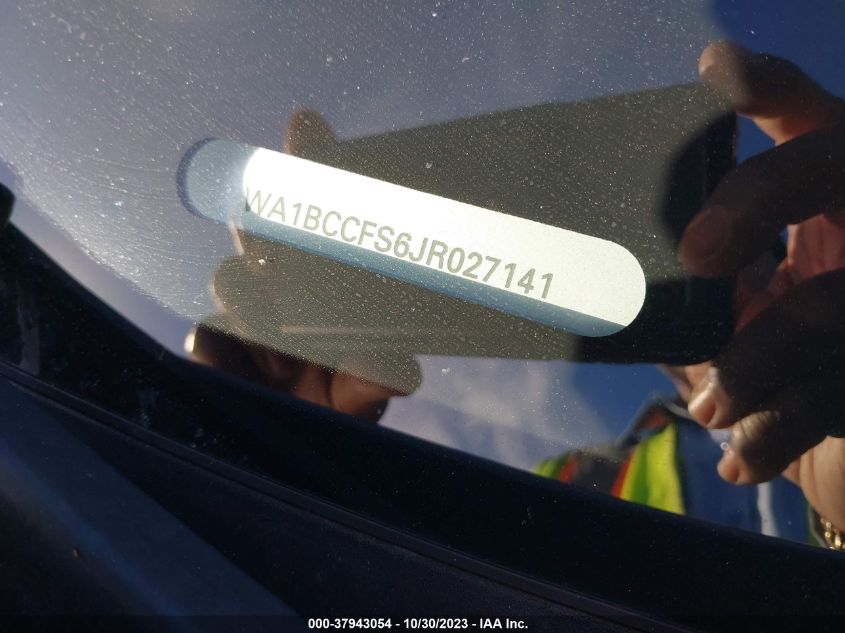 WA1BCCFS6JR027141
000-37943054 - 10/30/2023 - IAA Inc.